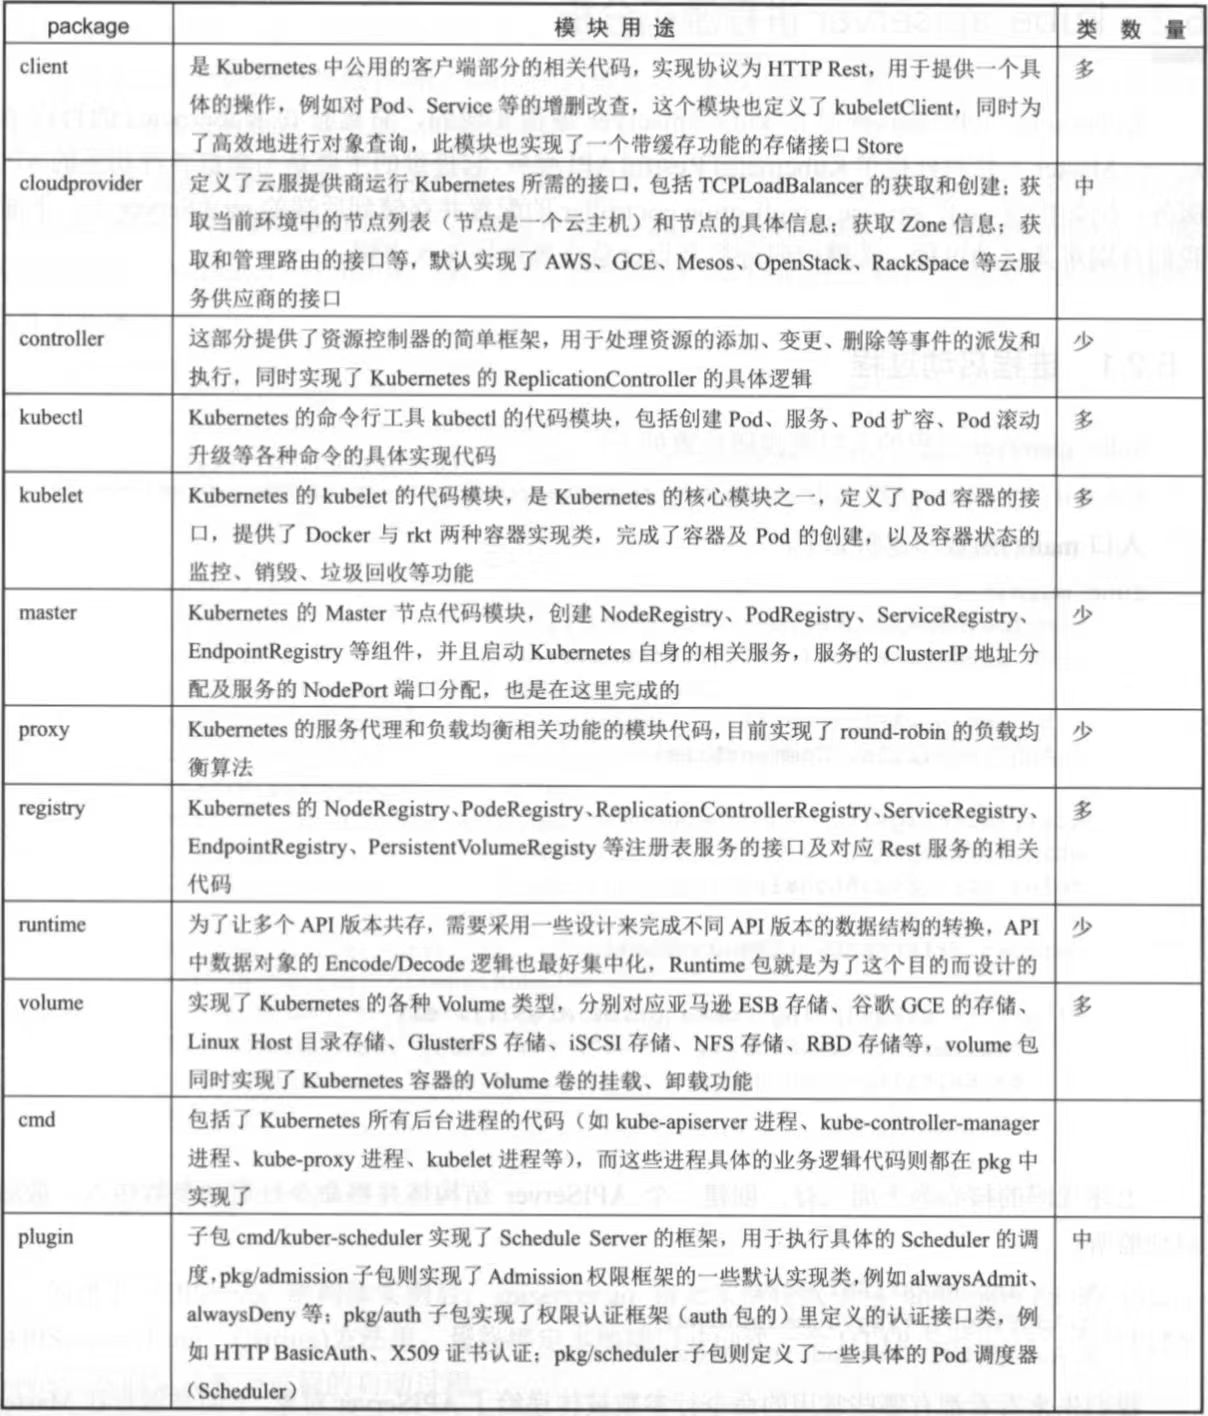 package 模块用途 类数量
client 是 Kubernetes 中公用的客户端部分的相关代码，实现协议为 HTTP Rest，用于提供一个具 多
体的操作，例如对 Pod、Service 等的增删改查，这个模块也定义了 kubeletClient，同时为
了高效地进行对象查询，此模块也实现了一个带缓存功能的存储接口 Store
cloudprovider 定义了云服提供商运行 Kubernetes 所需的接口，包括 TCPLoadBalancer 的获取和创建；获 中
取当前环境中的节点列表（节点是一个云主机）和节点的具体信息；获取 Zone 信息；获
取和管理路由的接口等，默认实现了 AWS、GCE、Mesos、OpenStack、RackSpace 等云服
务供应商的接口
controller 这部分提供了资源控制器的简单框架，用于处理资源的添加、变更、删除等事件的派发和 少
执行，同时实现了 Kubernetes 的 ReplicationController 的具体逻辑
kubectl Kubernetes 的命令行工具 kubectl 的代码模块，包括创建 Pod、服务、Pod 扩容、Pod 滚动 多
升级等各种命令的具体实现代码
kubelet Kubernetes 的 kubelet 的代码模块，是 Kubernetes 的核心模块之一，定义了 Pod 容器的接 多
口，提供了 Docker 与 rkt 两种容器实现类，完成了容器及 Pod 的创建，以及容器状态的
监控、销毁、垃圾回收等功能
master Kubernetes 的 Master 节点代码模块，创建 NodeRegistry、PodRegistry、ServiceRegistry、 少
EndpointRegistry 等组件，并且启动 Kubernetes 自身的相关服务，服务的 ClusterIP 地址分
配及服务的 NodePort 端口分配，也是在这里完成的
proxy Kubernetes 的服务代理和负载均衡相关功能的模块代码，目前实现了 round-robin 的负载均 少
衡算法
registry Kubernetes 的 NodeRegistry、PodeRegistry、ReplicationControllerRegistry、ServiceRegistry、 多
EndpointRegistry、PersistentVolumeRegisty 等注册表服务的接口及对应 Rest 服务的相关
代码
runtime 为了让多个 API 版本共存，需要采用一些设计来完成不同 API 版本的数据结构的转换，API 少
中数据对象的 Encode/Decode 逻辑也最好集中化，Runtime 包就是为了这个目的而设计的
volume 实现了 Kubernetes 的各种 Volume 类型，分别对应亚马逊 ESB 存储、谷歌 GCE 的存储、 多
Linux Host 目录存储、GlusterFS 存储、iSCSI 存储、NFS 存储、RBD 存储等，volume 包
同时实现了 Kubernetes 容器的 Volume 卷的挂载、卸载功能
cmd 包括了 Kubernetes 所有后台进程的代码（如 kube-apiserver 进程、kube-controller-manager
进程、kube-proxy 进程、kubelet 进程等），而这些进程具体的业务逻辑代码则都在 pkg 中
实现了
plugin 子包 cmd/kuber-scheduler 实现了 Schedule Server 的框架，用于执行具体的 Scheduler 的调 中
度，pkg/admission 子包则实现了 Admission 权限框架的一些默认实现类，例如 alwaysAdmit、
alwaysDeny 等；pkg/auth 子包实现了权限认证框架（auth 包的）里定义的认证接口类，例
如 HTTP BasicAuth、X509 证书认证；pkg/scheduler 子包则定义了一些具体的 Pod 调度器
（Scheduler）